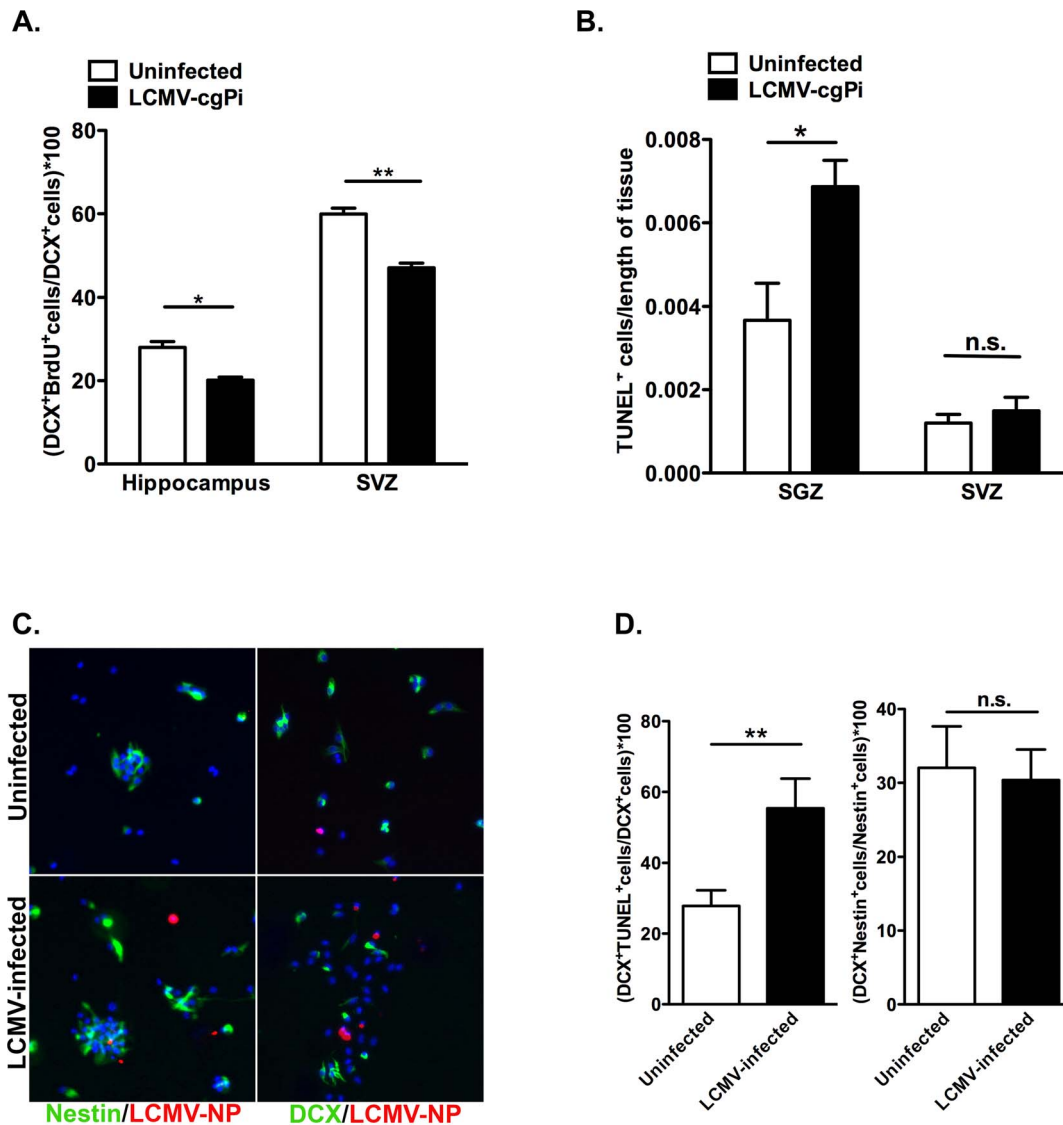 A.
Uninfected
LCMV-cgPi
(DCX⁺BrdU⁺cells/DCX⁺cells)*100
80
60
40
20
0
*
**
Hippocampus
SVZ
B.
Uninfected
LCMV-cgPi
TUNEL⁺ cells/length of tissue
0.008
0.006
0.004
0.002
0.000
*
n.s.
SGZ
SVZ
C.
Uninfected
LCMV-infected
Nestin/LCMV-NP
DCX/LCMV-NP
D.
(DCX⁺TUNEL⁺cells/DCX⁺cells)*100
80
60
40
20
0
**
Uninfected
LCMV-infected
(DCX⁺Nestin⁺cells/Nestin⁺cells)*100
40
30
20
10
0
n.s.
Uninfected
LCMV-infected